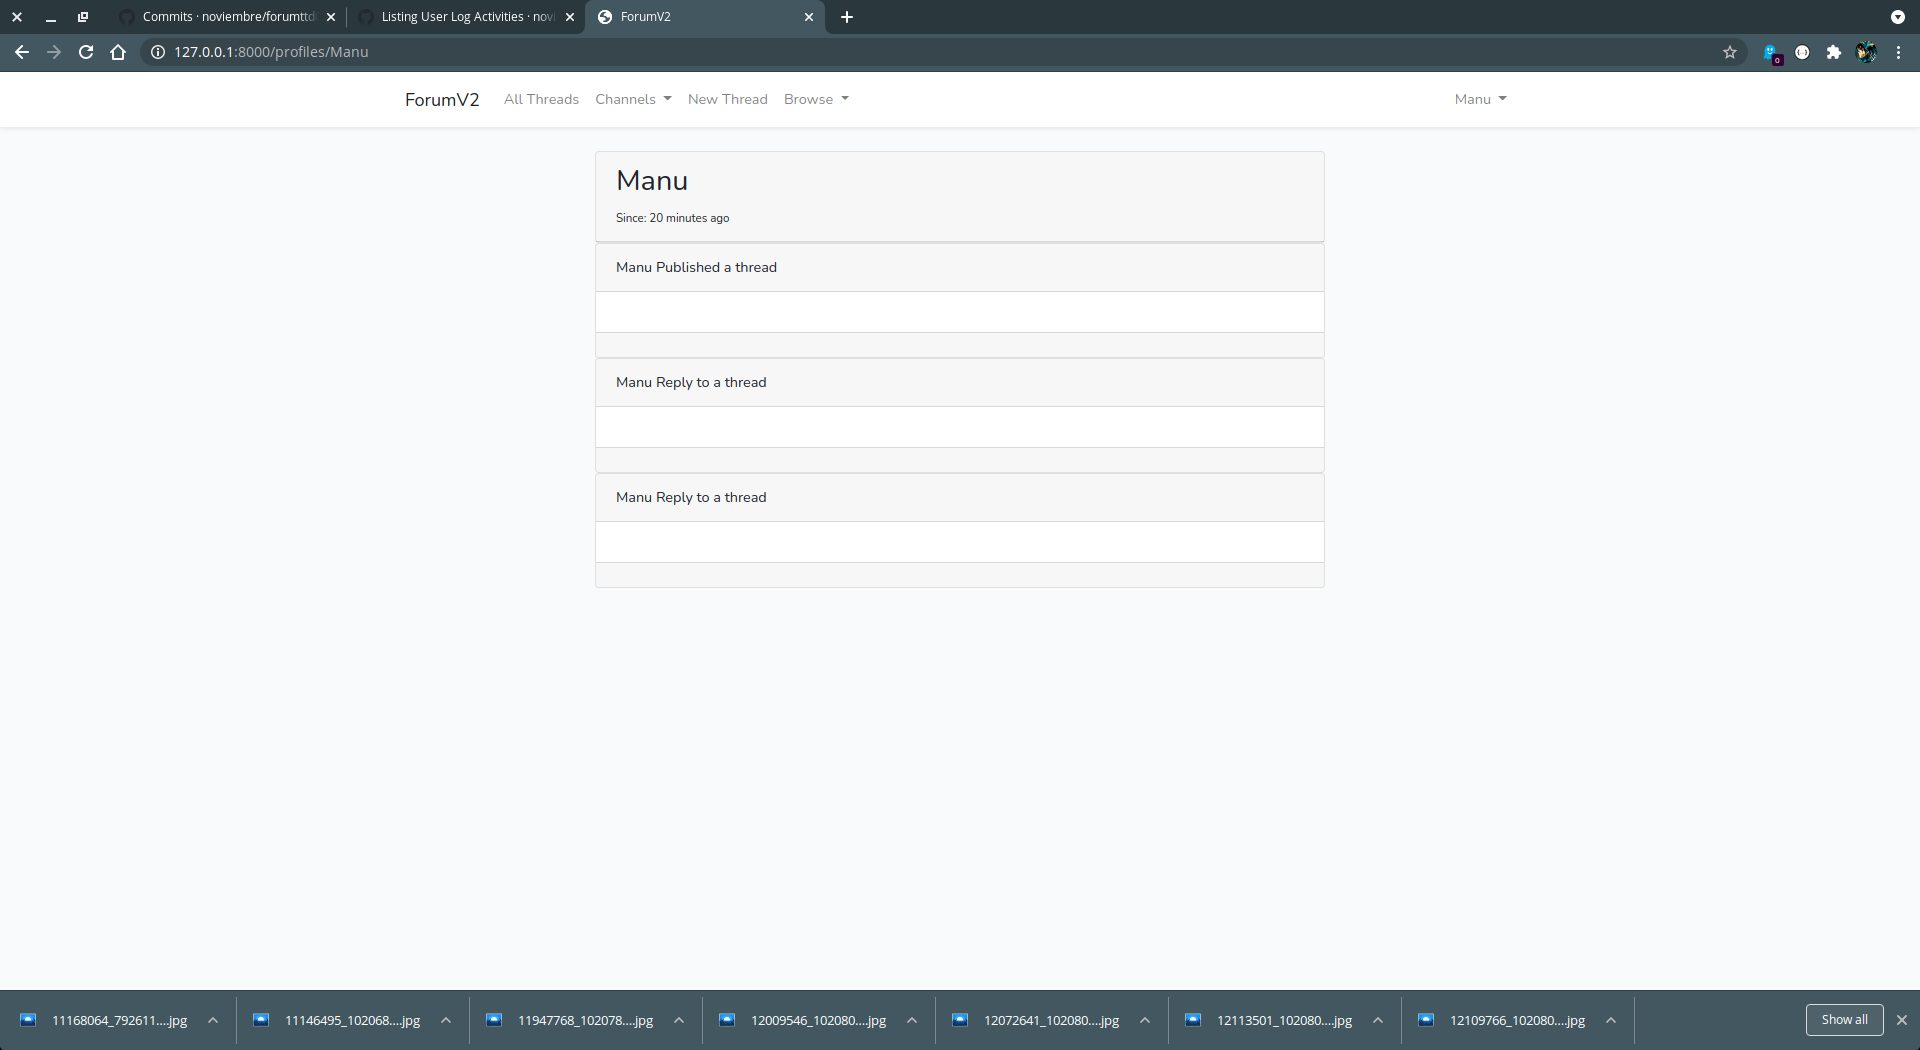 Commits · noviembre/forumttd
Listing User Log Activities · novi
ForumV2
127.0.0.1:8000/profiles/Manu
0
ForumV2 All Threads Channels New Thread Browse Manu
Manu
Since: 20 minutes ago
Manu Published a thread
Manu Reply to a thread
Manu Reply to a thread
11168064_792611....jpg
11146495_102068....jpg
11947768_102078....jpg
12009546_102080....jpg
12072641_102080....jpg
12113501_102080....jpg
12109766_102080....jpg
Show all